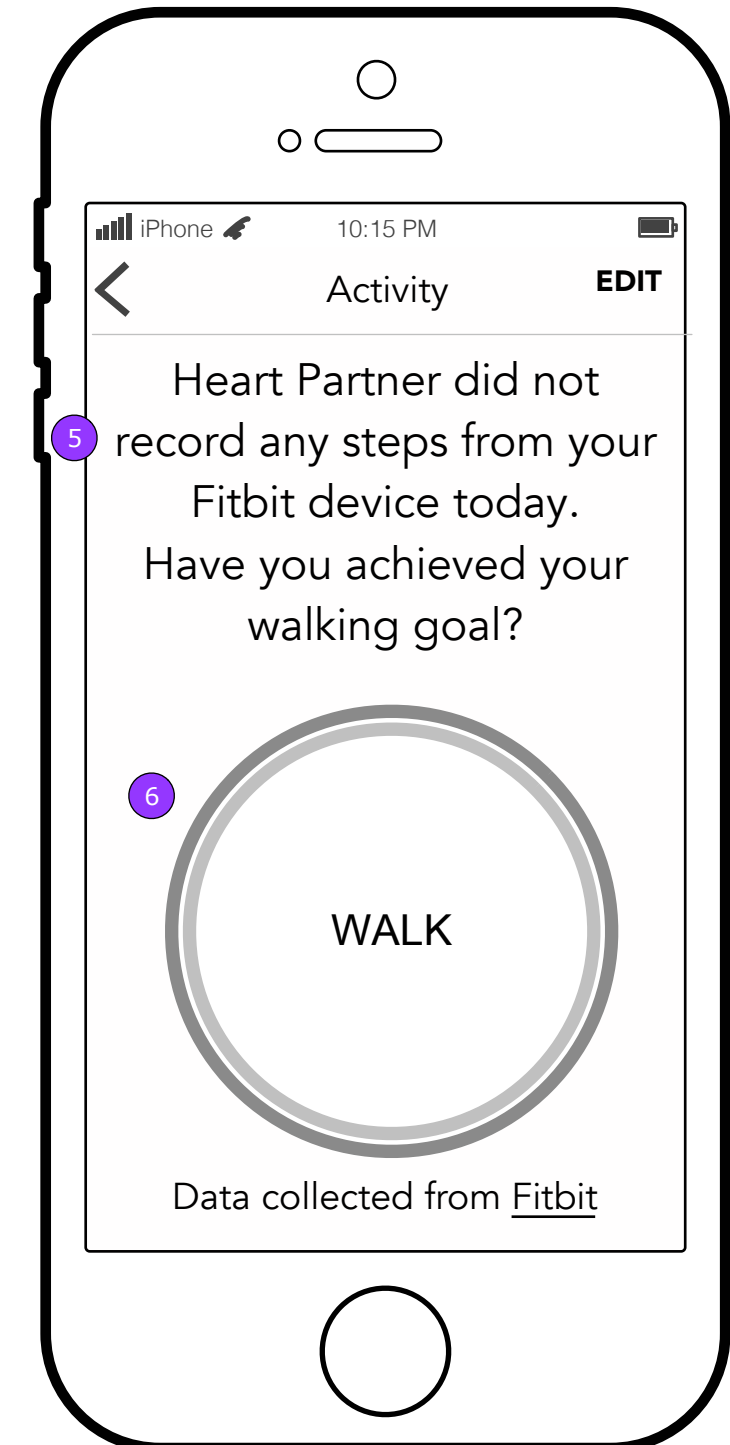 iPhone 10:15 PM
Activity EDIT
Heart Partner did not
5 record any steps from your
Fitbit device today.
Have you achieved your
walking goal?
6
WALK
Data collected from Fitbit